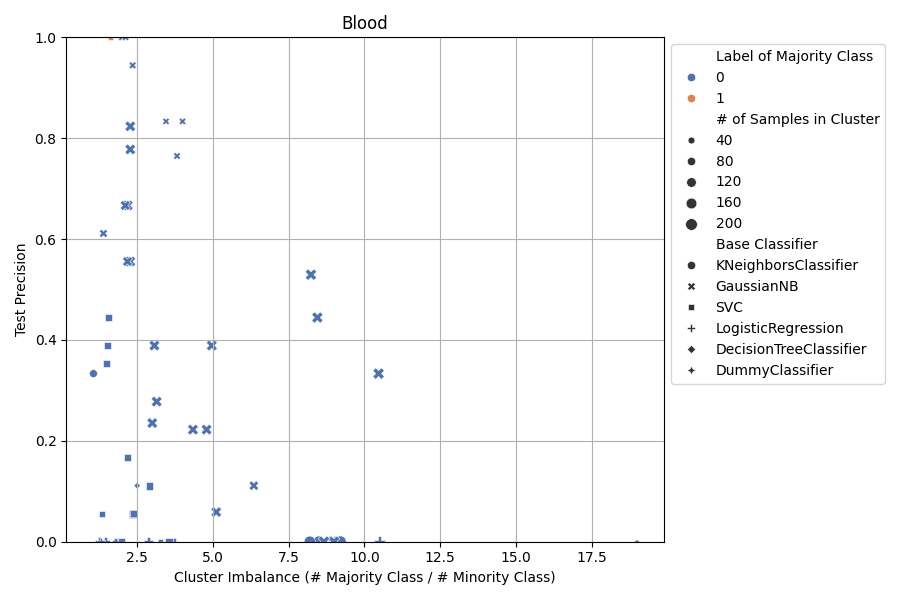 Blood
1.0
0.8
0.6
0.4
0.2
0.0
Test Precision
2.5
5.0
7.5
10.0
12.5
15.0
17.5
Cluster Imbalance (# Majority Class / # Minority Class)
Label of Majority Class
0
1
# of Samples in Cluster
40
80
120
160
200
Base Classifier
KNeighborsClassifier
GaussianNB
SVC
LogisticRegression
DecisionTreeClassifier
DummyClassifier